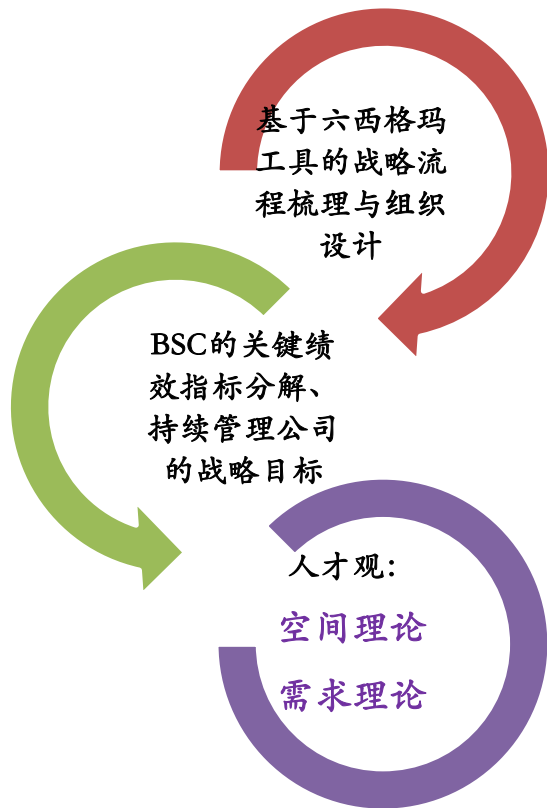 基于六西格玛
工具的战略流
程梳理与组织
设计
BSC的关键绩
效指标分解、
持续管理公司
的战略目标
人才观：
空间理论
需求理论